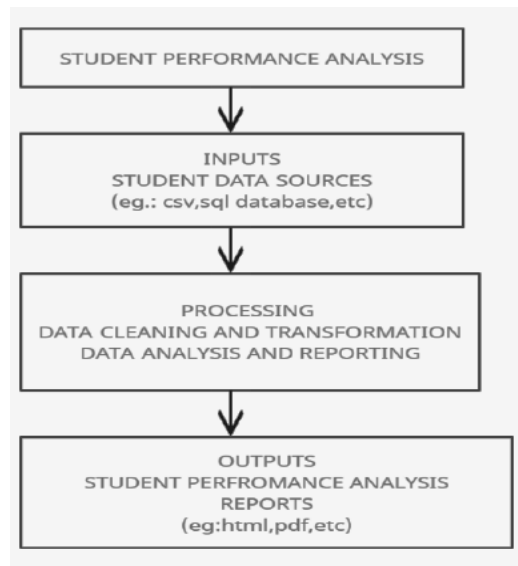 STUDENT PERFORMANCE ANALYSIS
INPUTS
STUDENT DATA SOURCES
(eg.: csv,sql database,etc)
PROCESSING
DATA CLEANING AND TRANSFORMATION
DATA ANALYSIS AND REPORTING
OUTPUTS
STUDENT PERFROMANCE ANALYSIS
REPORTS
(eg:html,pdf,etc)